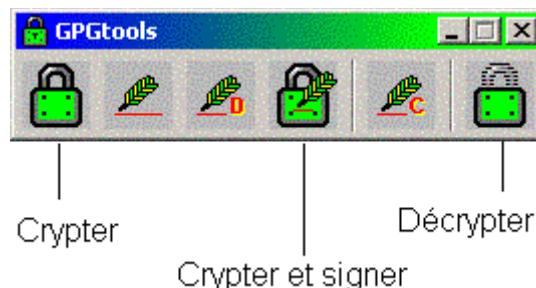 GPGtools
D
C
Crypter
Décrypter
Crypter et signer